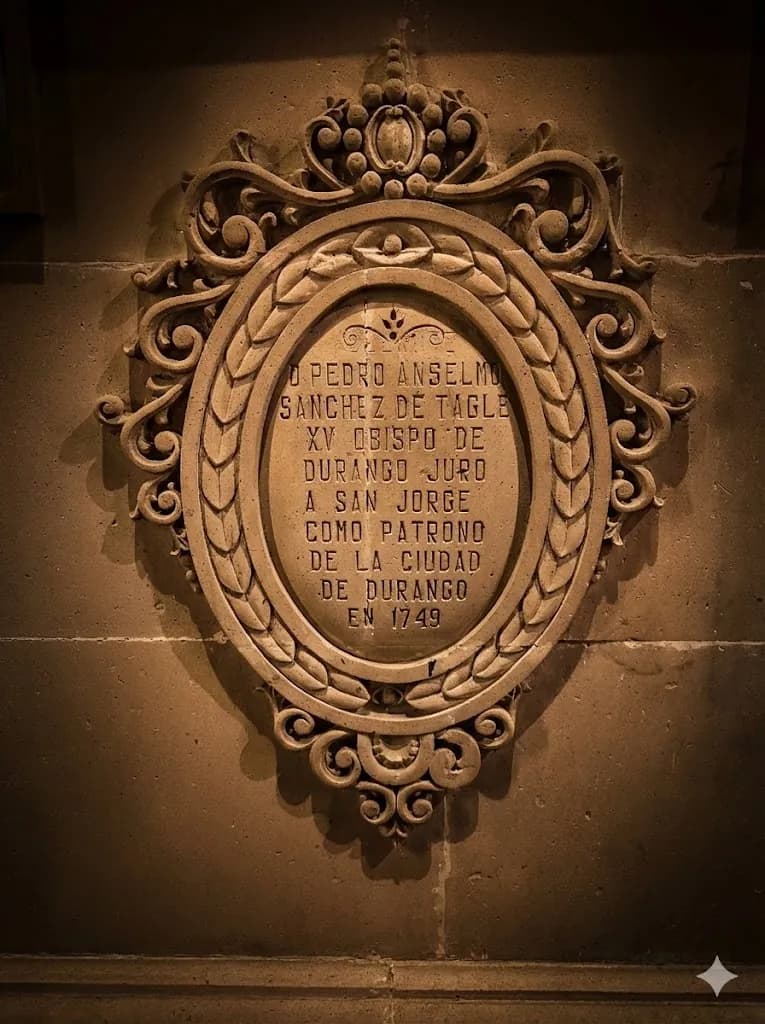 D PEDRO ANSELMO
SANCHEZ DE TAGLE
XV OBISPO DE
DURANGO JURO
A SAN JORGE
COMO PATRONO
DE LA CIUDAD
DE DURANGO
EN 1749